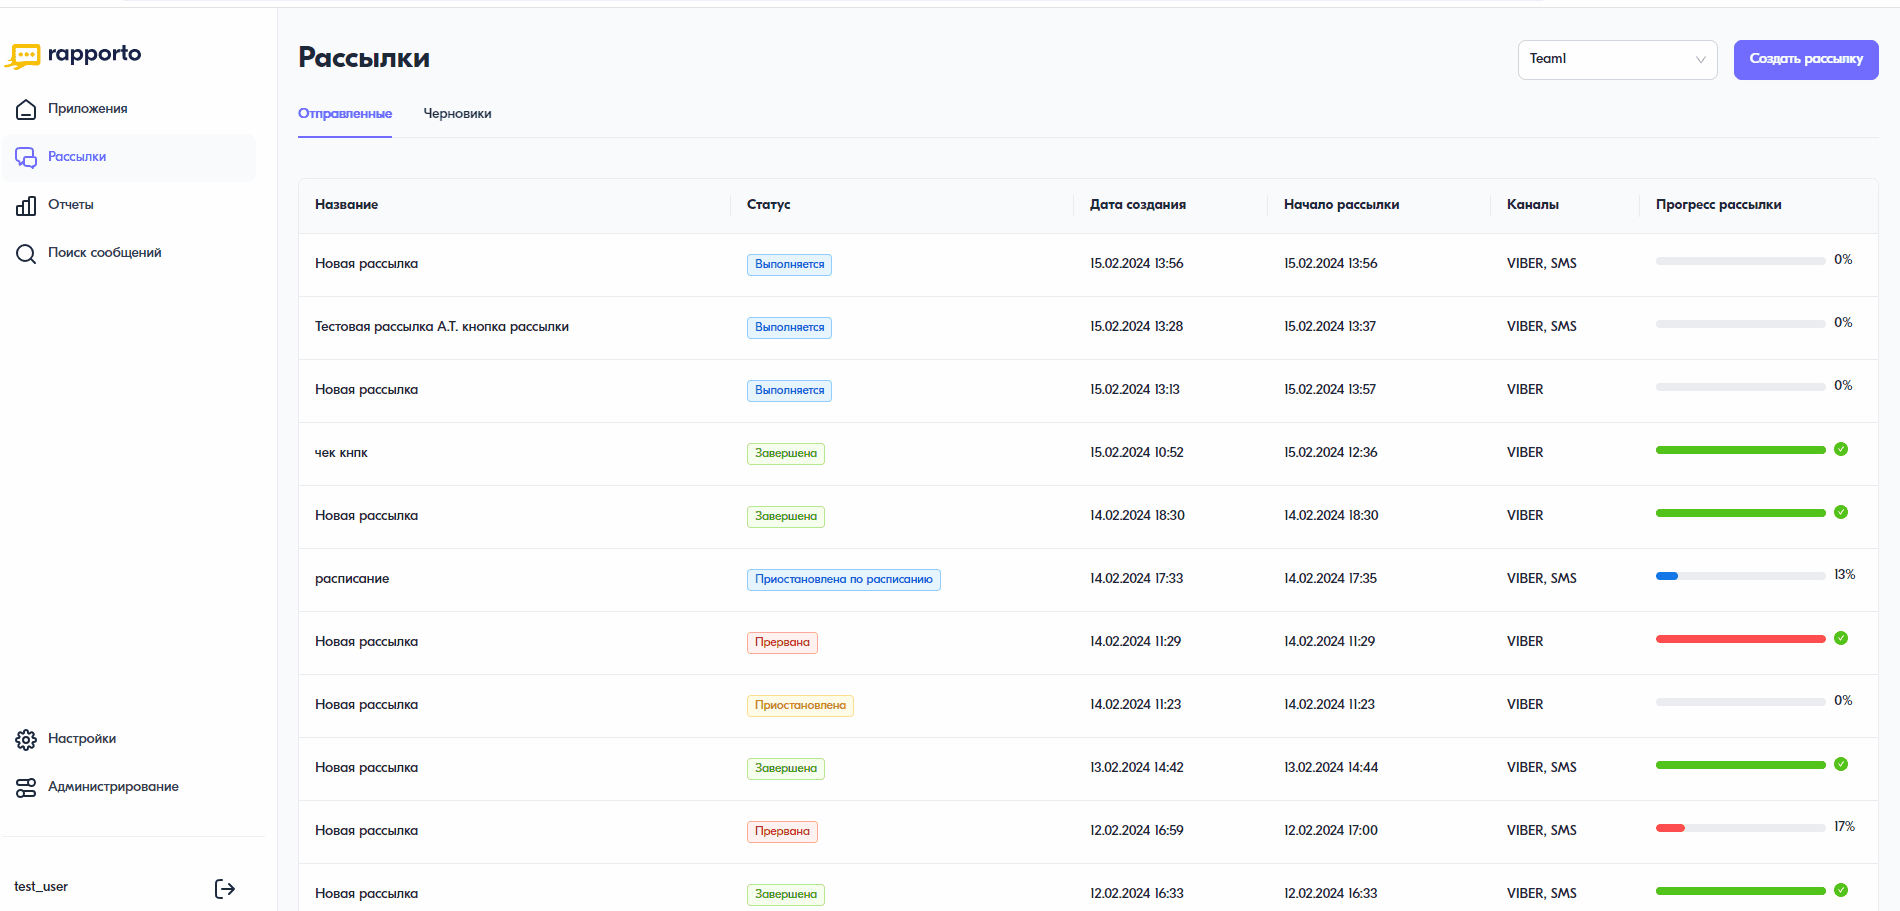 rapporto
Приложения
Рассылки
Отчеты
Поиск сообщений
Настройки
Администрирование
test_user
Рассылки
Team1
Создать рассылку
Отправленные Черновики
Название Статус Дата создания Начало рассылки Каналы Прогресс рассылки
Новая рассылка Выполняется 15.02.2024 13:56 15.02.2024 13:56 VIBER, SMS 0%
Тестовая рассылка А.Т. кнопка рассылки Выполняется 15.02.2024 13:28 15.02.2024 13:37 VIBER, SMS 0%
Новая рассылка Выполняется 15.02.2024 13:13 15.02.2024 13:57 VIBER 0%
чек кнпк Завершена 15.02.2024 10:52 15.02.2024 12:36 VIBER
Новая рассылка Завершена 14.02.2024 18:30 14.02.2024 18:30 VIBER
расписание Приостановлена по расписанию 14.02.2024 17:33 14.02.2024 17:35 VIBER, SMS 13%
Новая рассылка Прервана 14.02.2024 11:29 14.02.2024 11:29 VIBER
Новая рассылка Приостановлена 14.02.2024 11:23 14.02.2024 11:23 VIBER 0%
Новая рассылка Завершена 13.02.2024 14:42 13.02.2024 14:44 VIBER, SMS
Новая рассылка Прервана 12.02.2024 16:59 12.02.2024 17:00 VIBER, SMS 17%
Новая рассылка Завершена 12.02.2024 16:33 12.02.2024 16:33 VIBER, SMS